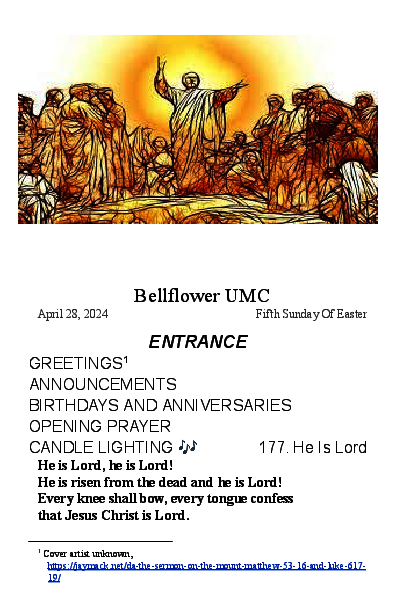 Bellflower UMC
April 28, 2024 Fifth Sunday Of Easter
ENTRANCE
GREETINGS¹
ANNOUNCEMENTS
BIRTHDAYS AND ANNIVERSARIES
OPENING PRAYER
CANDLE LIGHTING 🎶 177. He Is Lord
He is Lord, he is Lord!
He is risen from the dead and he is Lord!
Every knee shall bow, every tongue confess
that Jesus Christ is Lord.
¹ Cover artist unknown,
https://jaymack.net/da-the-sermon-on-the-mount-matthew-53-16-and-luke-617-
19/